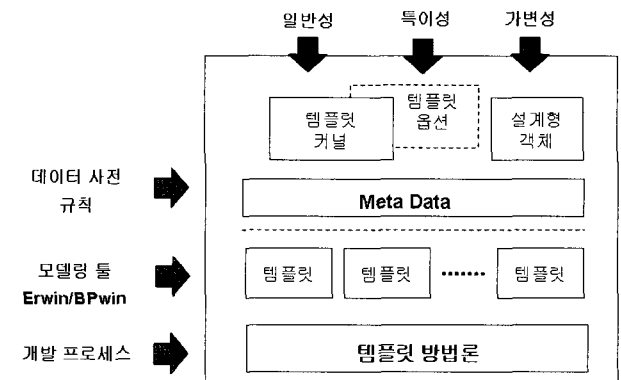 일반성 특이성 가변성
템플릿
옵션
템플릿
커널
설계형
객체
데이터 사전
규칙
Meta Data
모델링 툴
Erwin/BPwin
템플릿 템플릿 ······· 템플릿
개발 프로세스
템플릿 방법론